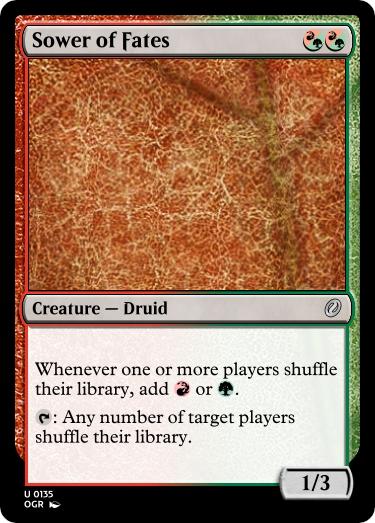 Sower of Fates
Creature — Druid
Whenever one or more players shuffle
their library, add or .
: Any number of target players
shuffle their library.
1/3
U 0135
OGR